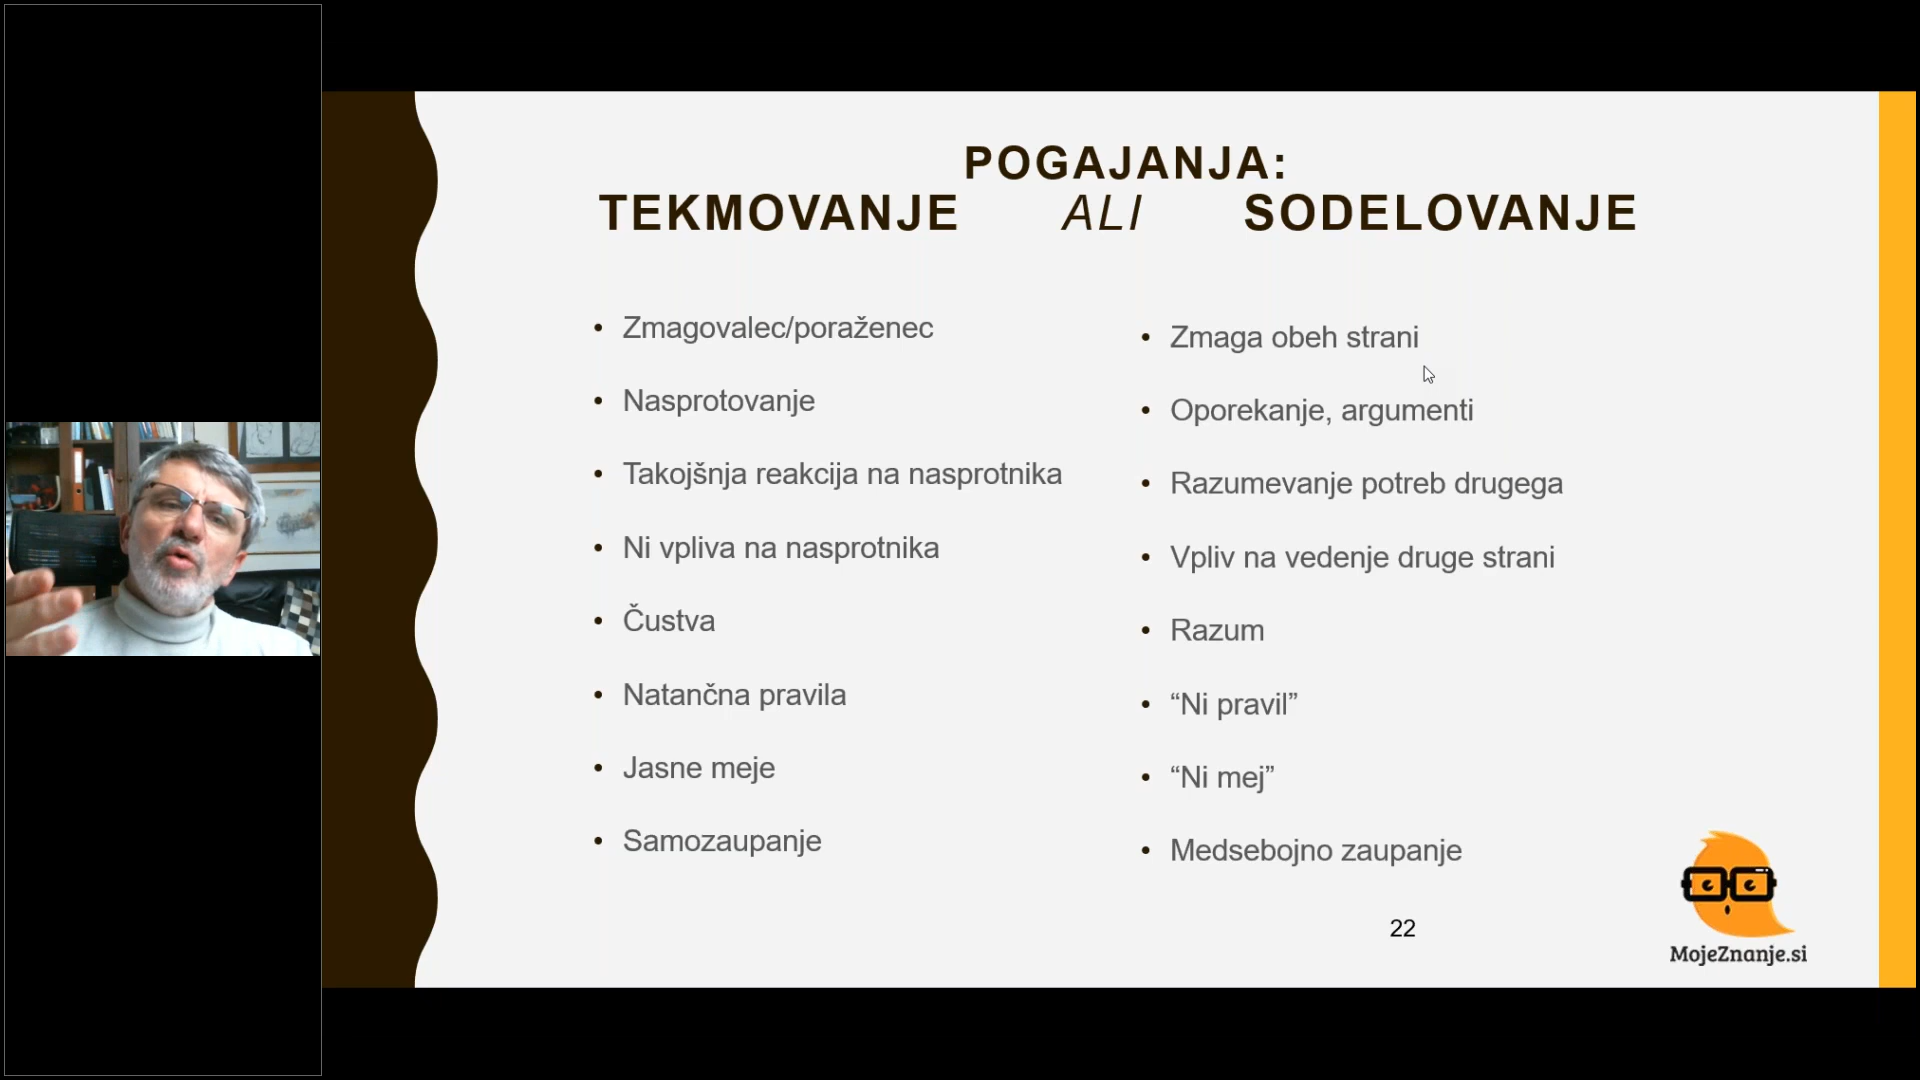 POGAJANJA:
TEKMOVANJE ALI SODELOVANJE
• Zmagovalec/poraženec
• Nasprotovanje
• Takojšnja reakcija na nasprotnika
• Ni vpliva na nasprotnika
• Čustva
• Natančna pravila
• Jasne meje
• Samozaupanje
• Zmaga obeh strani
• Oporekanje, argumenti
• Razumevanje potreb drugega
• Vpliv na vedenje druge strani
• Razum
• “Ni pravil”
• “Ni mej”
• Medsebojno zaupanje
22
MojeZnanje.si